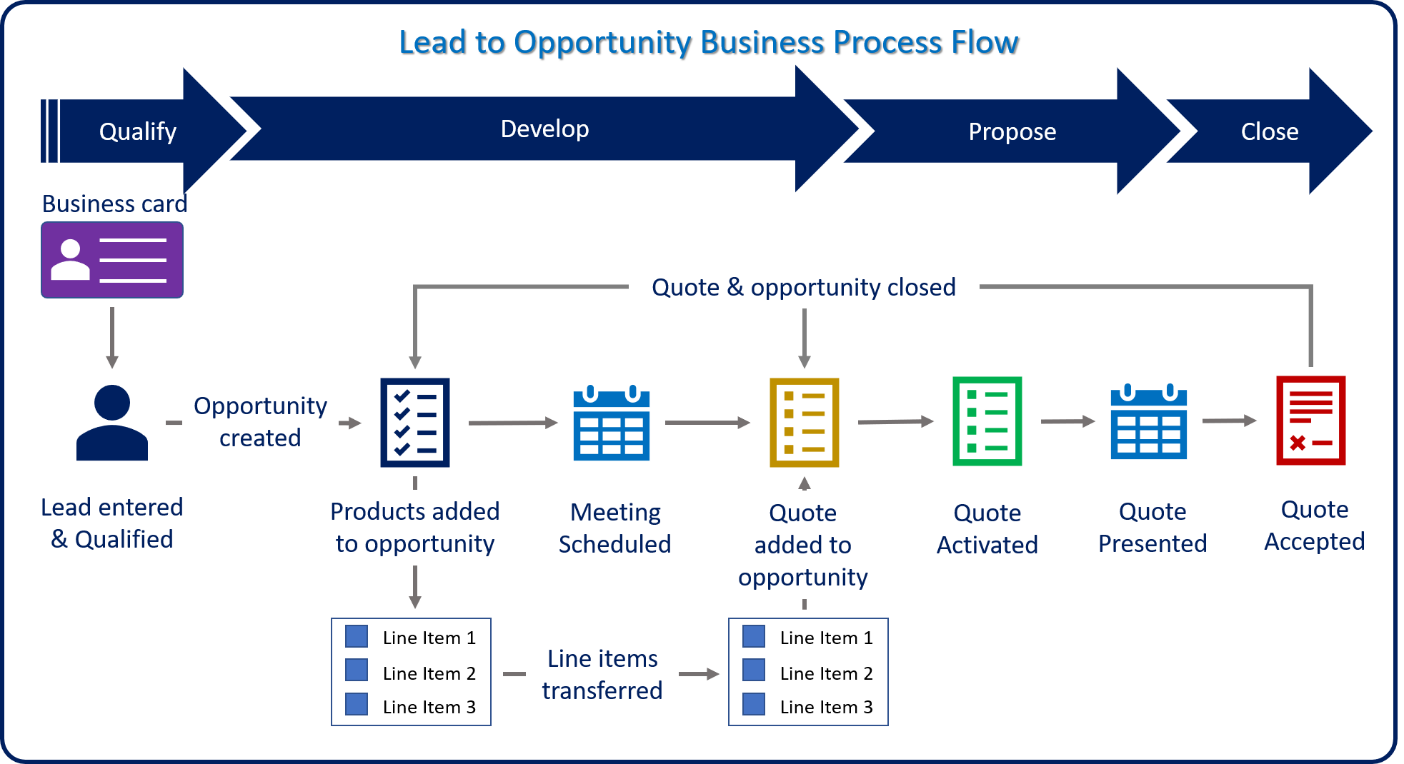 Lead to Opportunity Business Process Flow
Qualify
Develop
Propose
Close
Business card
Quote & opportunity closed
Opportunity
created
Lead entered
& Qualified
Products added
to opportunity
Meeting
Scheduled
Quote
added to
opportunity
Quote
Activated
Quote
Presented
Quote
Accepted
Line Item 1
Line Item 2
Line Item 3
Line items
transferred
Line Item 1
Line Item 2
Line Item 3